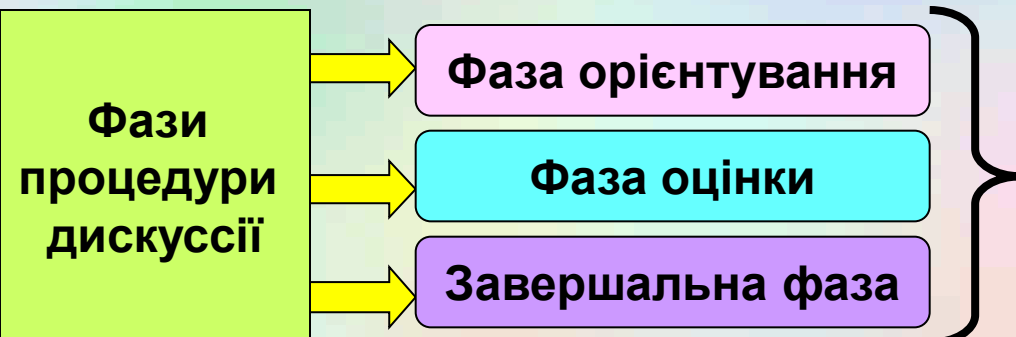 Фази
процедури
дискуссії
Фаза орієнтування
Фаза оцінки
Завершальна фаза